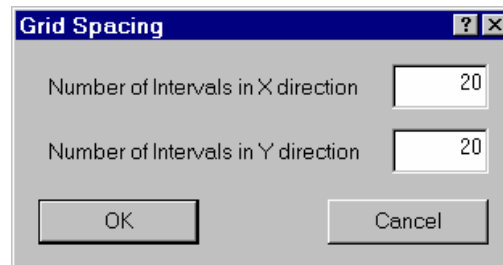 Grid Spacing
Number of Intervals in X direction 20
Number of Intervals in Y direction 20
OK Cancel